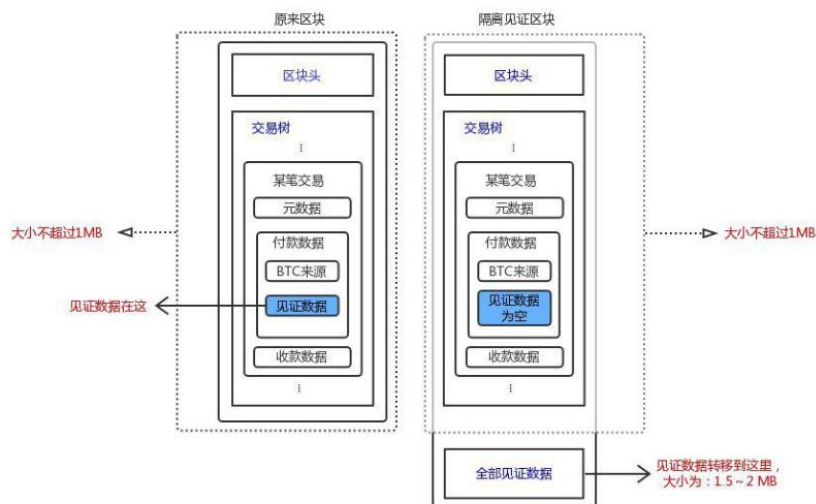 原来区块
区块头
交易树
某笔交易
元数据
付款数据
BTC来源
见证数据
收款数据
大小不超过1MB
见证数据在这
隔离见证区块
区块头
交易树
某笔交易
元数据
付款数据
BTC来源
见证数据
为空
收款数据
全部见证数据
大小不超过1MB
见证数据转移到这里，
大小为：1.5~2 MB